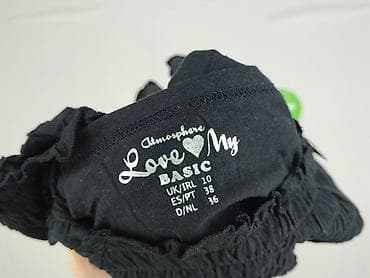 Atmosphere
Love My
BASIC
UK/IRL 10
ES/PT 38
D/NL 36